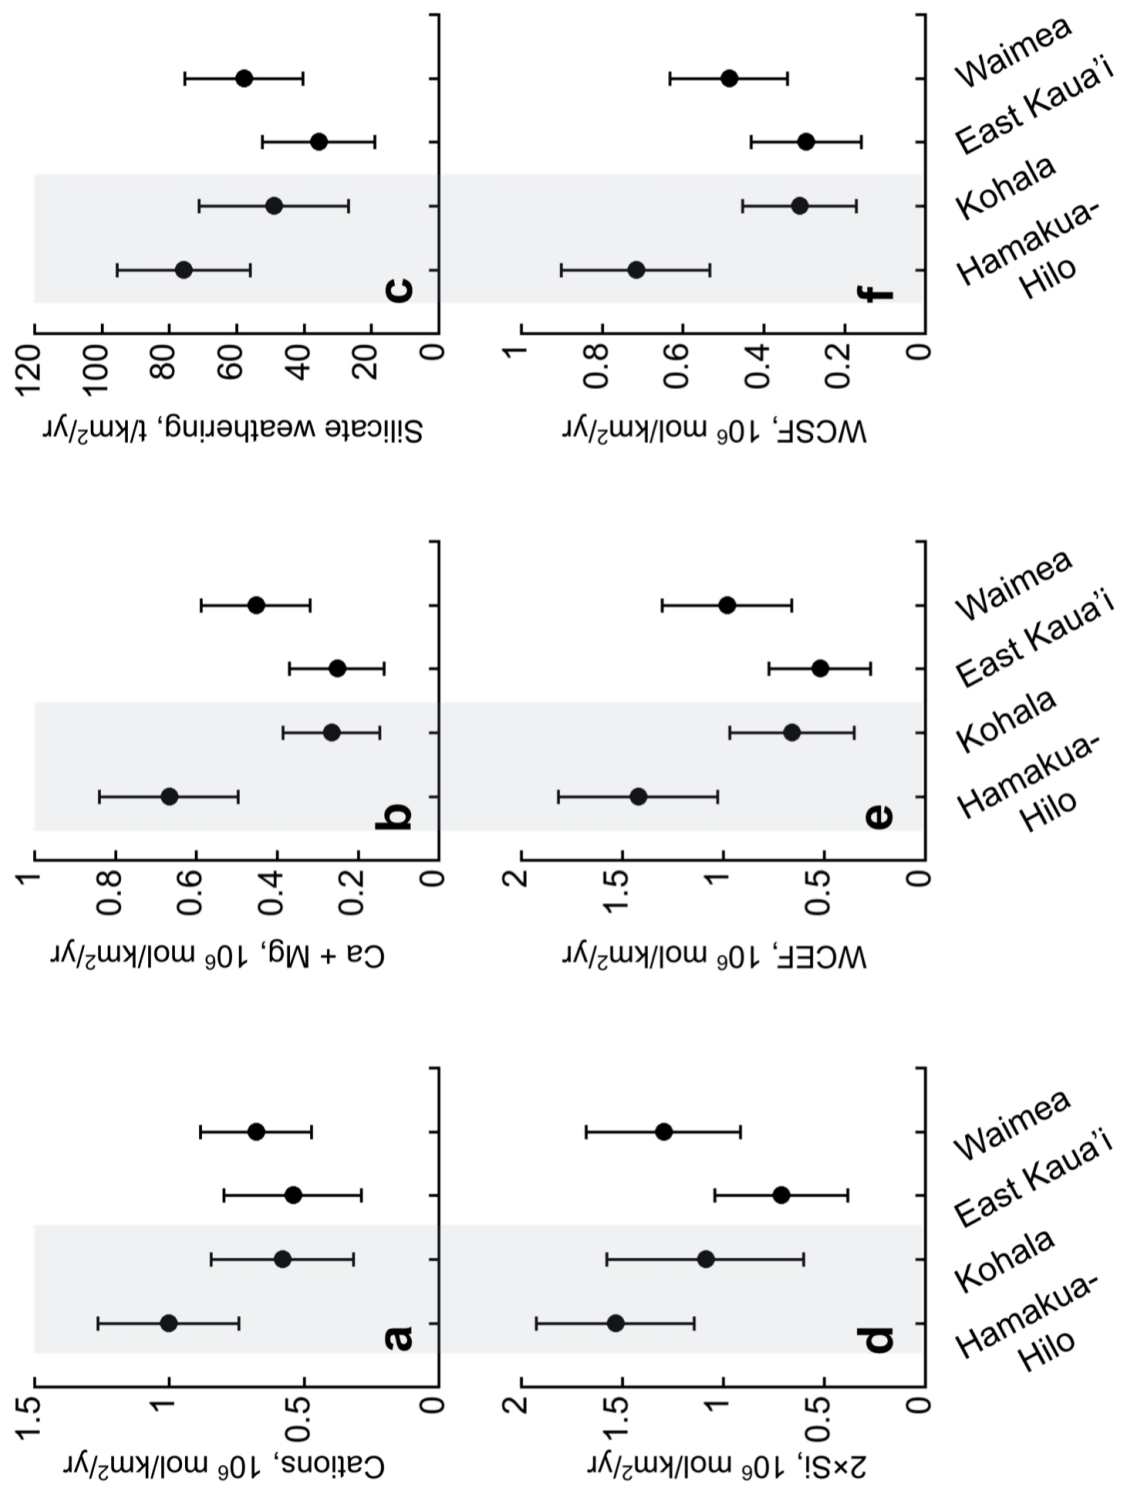 Cations, 10⁶ mol/km²/yr
1.5
1
0.5
0
a
Ca + Mg, 10⁶ mol/km²/yr
1
0.8
0.6
0.4
0.2
0
b
Silicate weathering, t/km²/yr
120
100
80
60
40
20
0
c
2×Si, 10⁶ mol/km²/yr
2
1.5
1
0.5
0
d
Hamakua-
Hilo
Kohala
East Kaua'i
Waimea
WCEF, 10⁶ mol/km²/yr
2
1.5
1
0.5
0
e
Hamakua-
Hilo
Kohala
East Kaua'i
Waimea
WCSF, 10⁶ mol/km²/yr
1
0.8
0.6
0.4
0.2
0
f
Hamakua-
Hilo
Kohala
East Kaua'i
Waimea